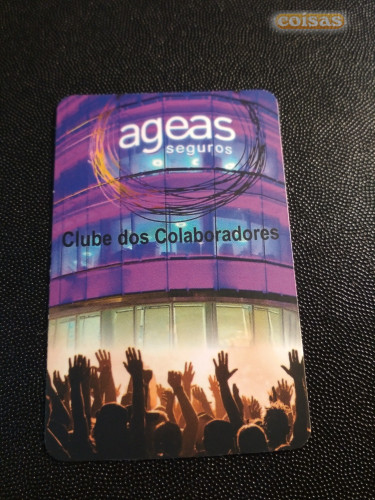 coisas
ageas
seguros
Clube dos Colaboradores